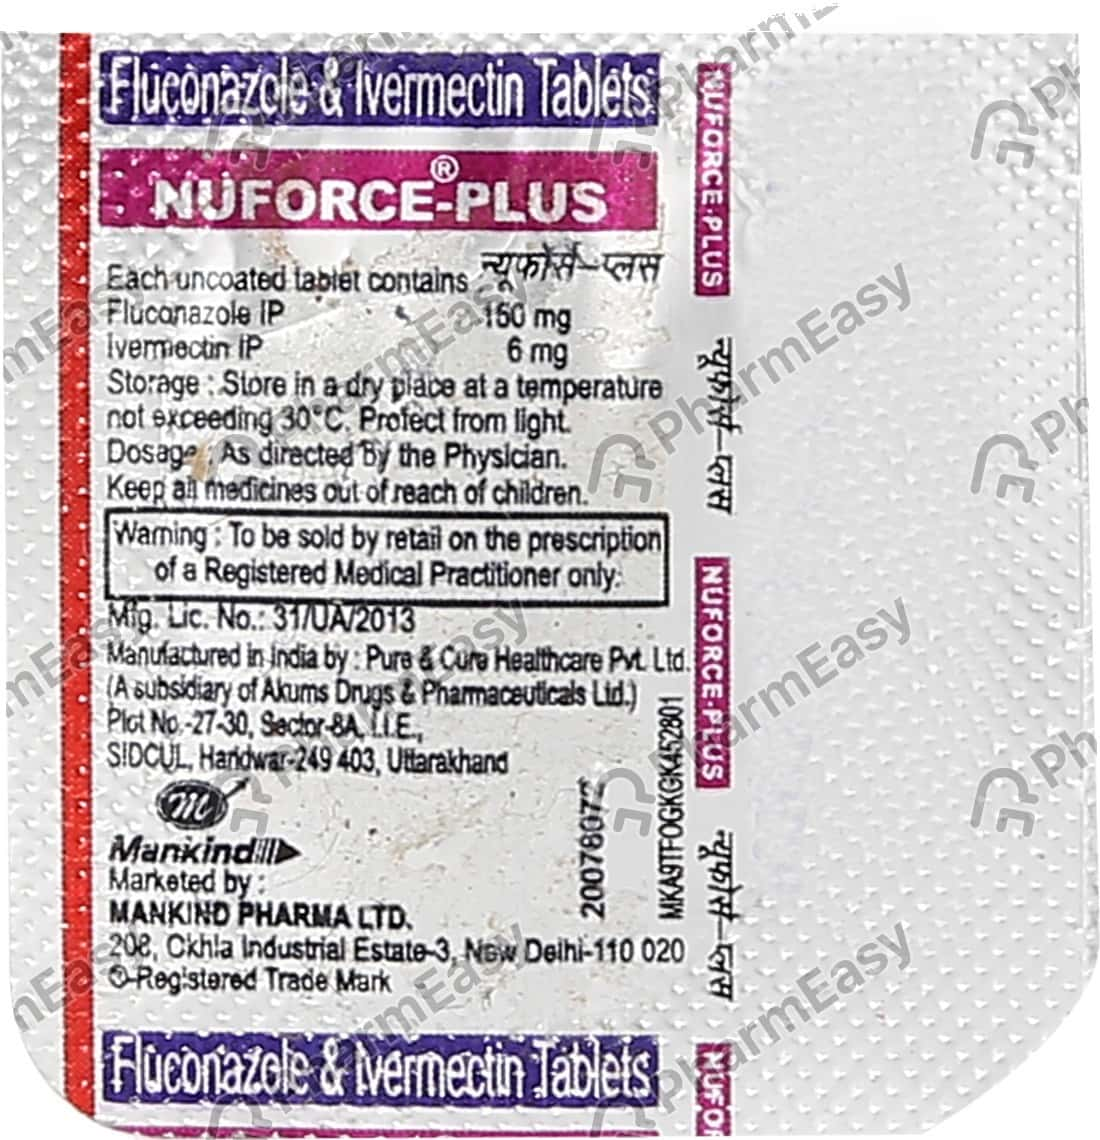 Fluconazole & Ivermectin Tablets
NUFORCE®-PLUS
न्यूफोर्स-प्लस
Each uncoated tablet contains
Fluconazole IP 150 mg
Ivermectin IP 6 mg
Storage : Store in a dry place at a temperature
not exceeding 30°C. Protect from light.
Dosage : As directed by the Physician.
Keep all medicines out of reach of children.
Warning : To be sold by retail on the prescription
of a Registered Medical Practitioner only.
Mfg. Lic. No.: 31/UA/2013
Manufactured in India by : Pure & Cure Healthcare Pvt. Ltd.
(A subsidiary of Akums Drugs & Pharmaceuticals Ltd.)
Plot No.-27-30, Sector-8A, I.I.E.,
SIDCUL, Haridwar-249 403, Uttarakhand
m
Mankind
Marketed by :
MANKIND PHARMA LTD.
208, Okhla Industrial Estate-3, New Delhi-110 020
®-Registered Trade Mark
Fluconazole & Ivermectin Tablets
20078072
MKA9TFOGKGK452801
NUFORCE-PLUS
NUFORCE-PLUS
NUFOR
PharmEasy
PharmEasy
PharmEasy
PharmEasy